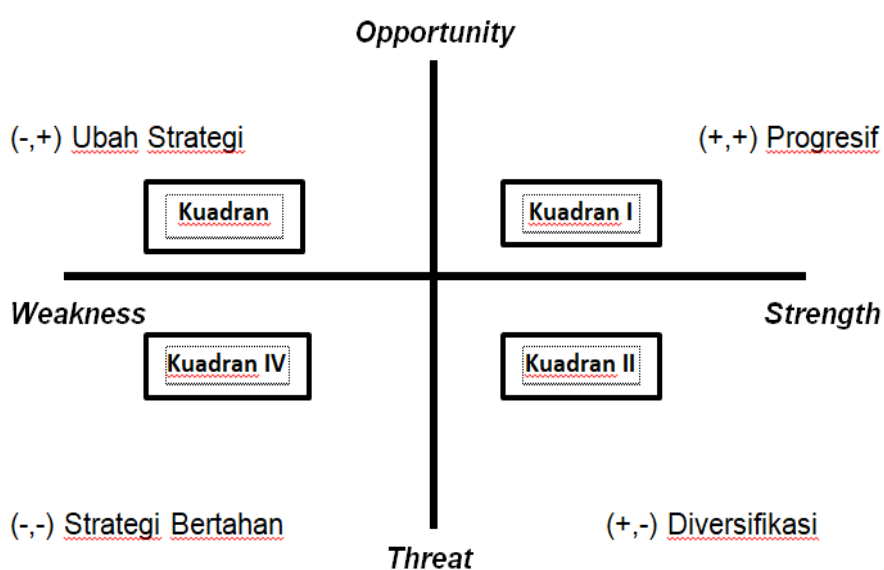 Opportunity
(-,+) Ubah Strategi
(+,+) Progresif
Kuadran
Kuadran I
Weakness
Strength
Kuadran IV
Kuadran II
(-,-) Strategi Bertahan
(+,-) Diversifikasi
Threat